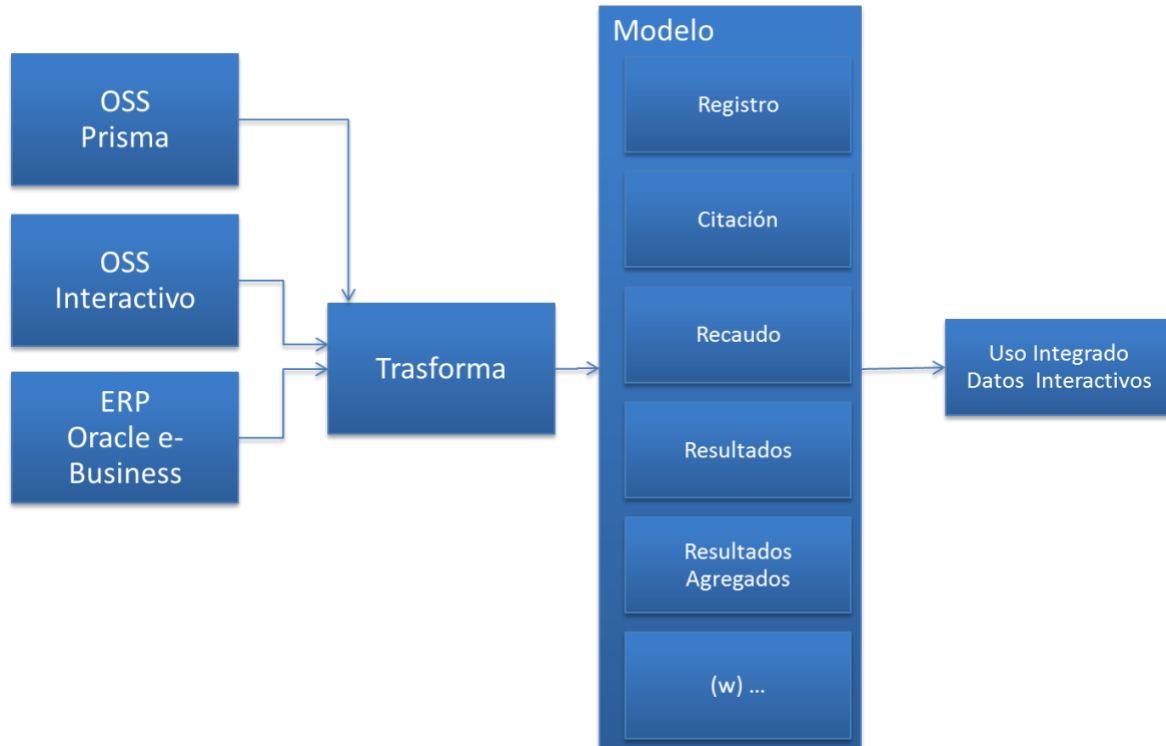 OSS
Prisma
OSS
Interactivo
ERP
Oracle e-
Business
Trasforma
Modelo
Registro
Citación
Recaudo
Resultados
Resultados
Agregados
(w) ...
Uso Integrado
Datos Interactivos